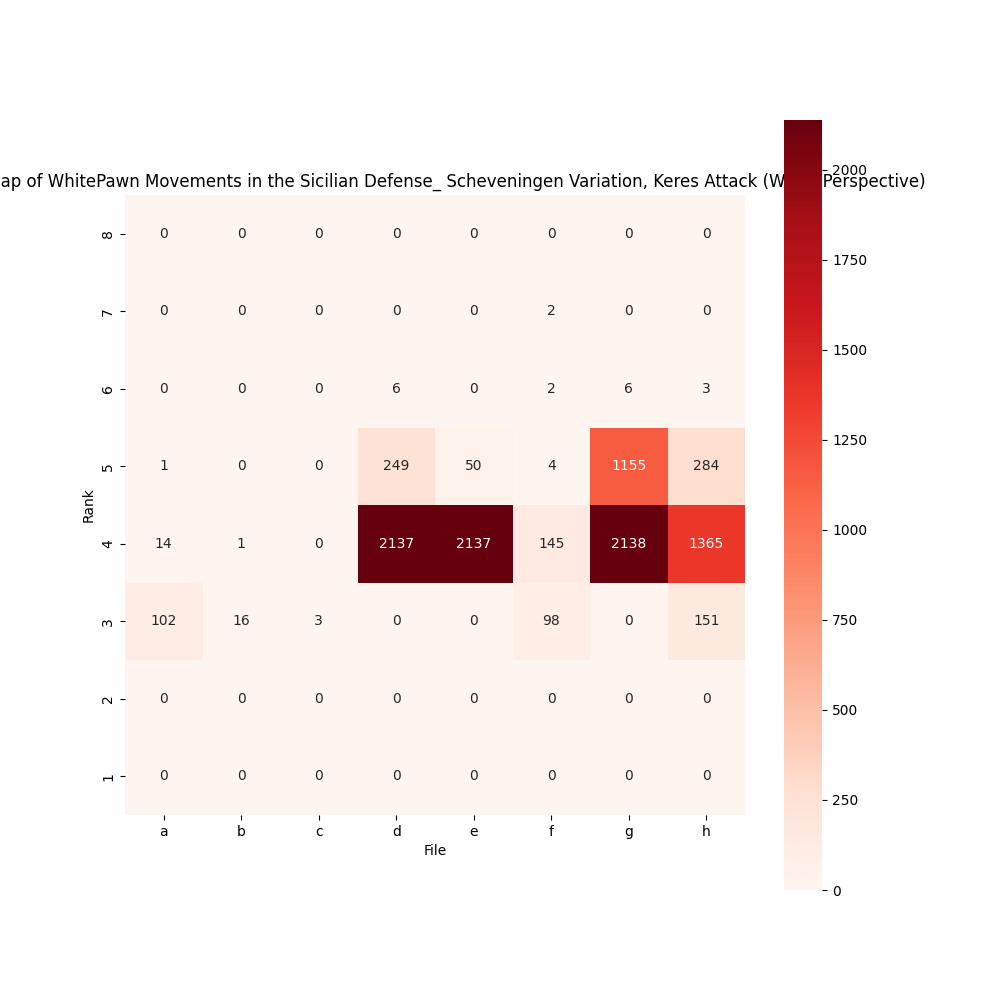 ap of WhitePawn Movements in the Sicilian Defense_ Scheveningen Variation, Keres Attack (W Perspective)
2000
1750
1500
1250
1000
750
500
250
0
Rank
8 0 0 0 0 0 0 0 0
7 0 0 0 0 0 2 0 0
6 0 0 0 6 0 2 6 3
5 1 0 0 249 50 4 1155 284
4 14 1 0 2137 2137 145 2138 1365
3 102 16 3 0 0 98 0 151
2 0 0 0 0 0 0 0 0
1 0 0 0 0 0 0 0 0
a b c d e f g h
File